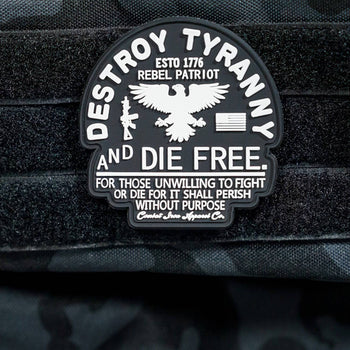 DESTROY TYRANNY
ESTD 1776
REBEL PATRIOT
AND DIE FREE.
FOR THOSE UNWILLING TO FIGHT
OR DIE FOR IT SHALL PERISH
WITHOUT PURPOSE
Combat Iron Apparel Co.